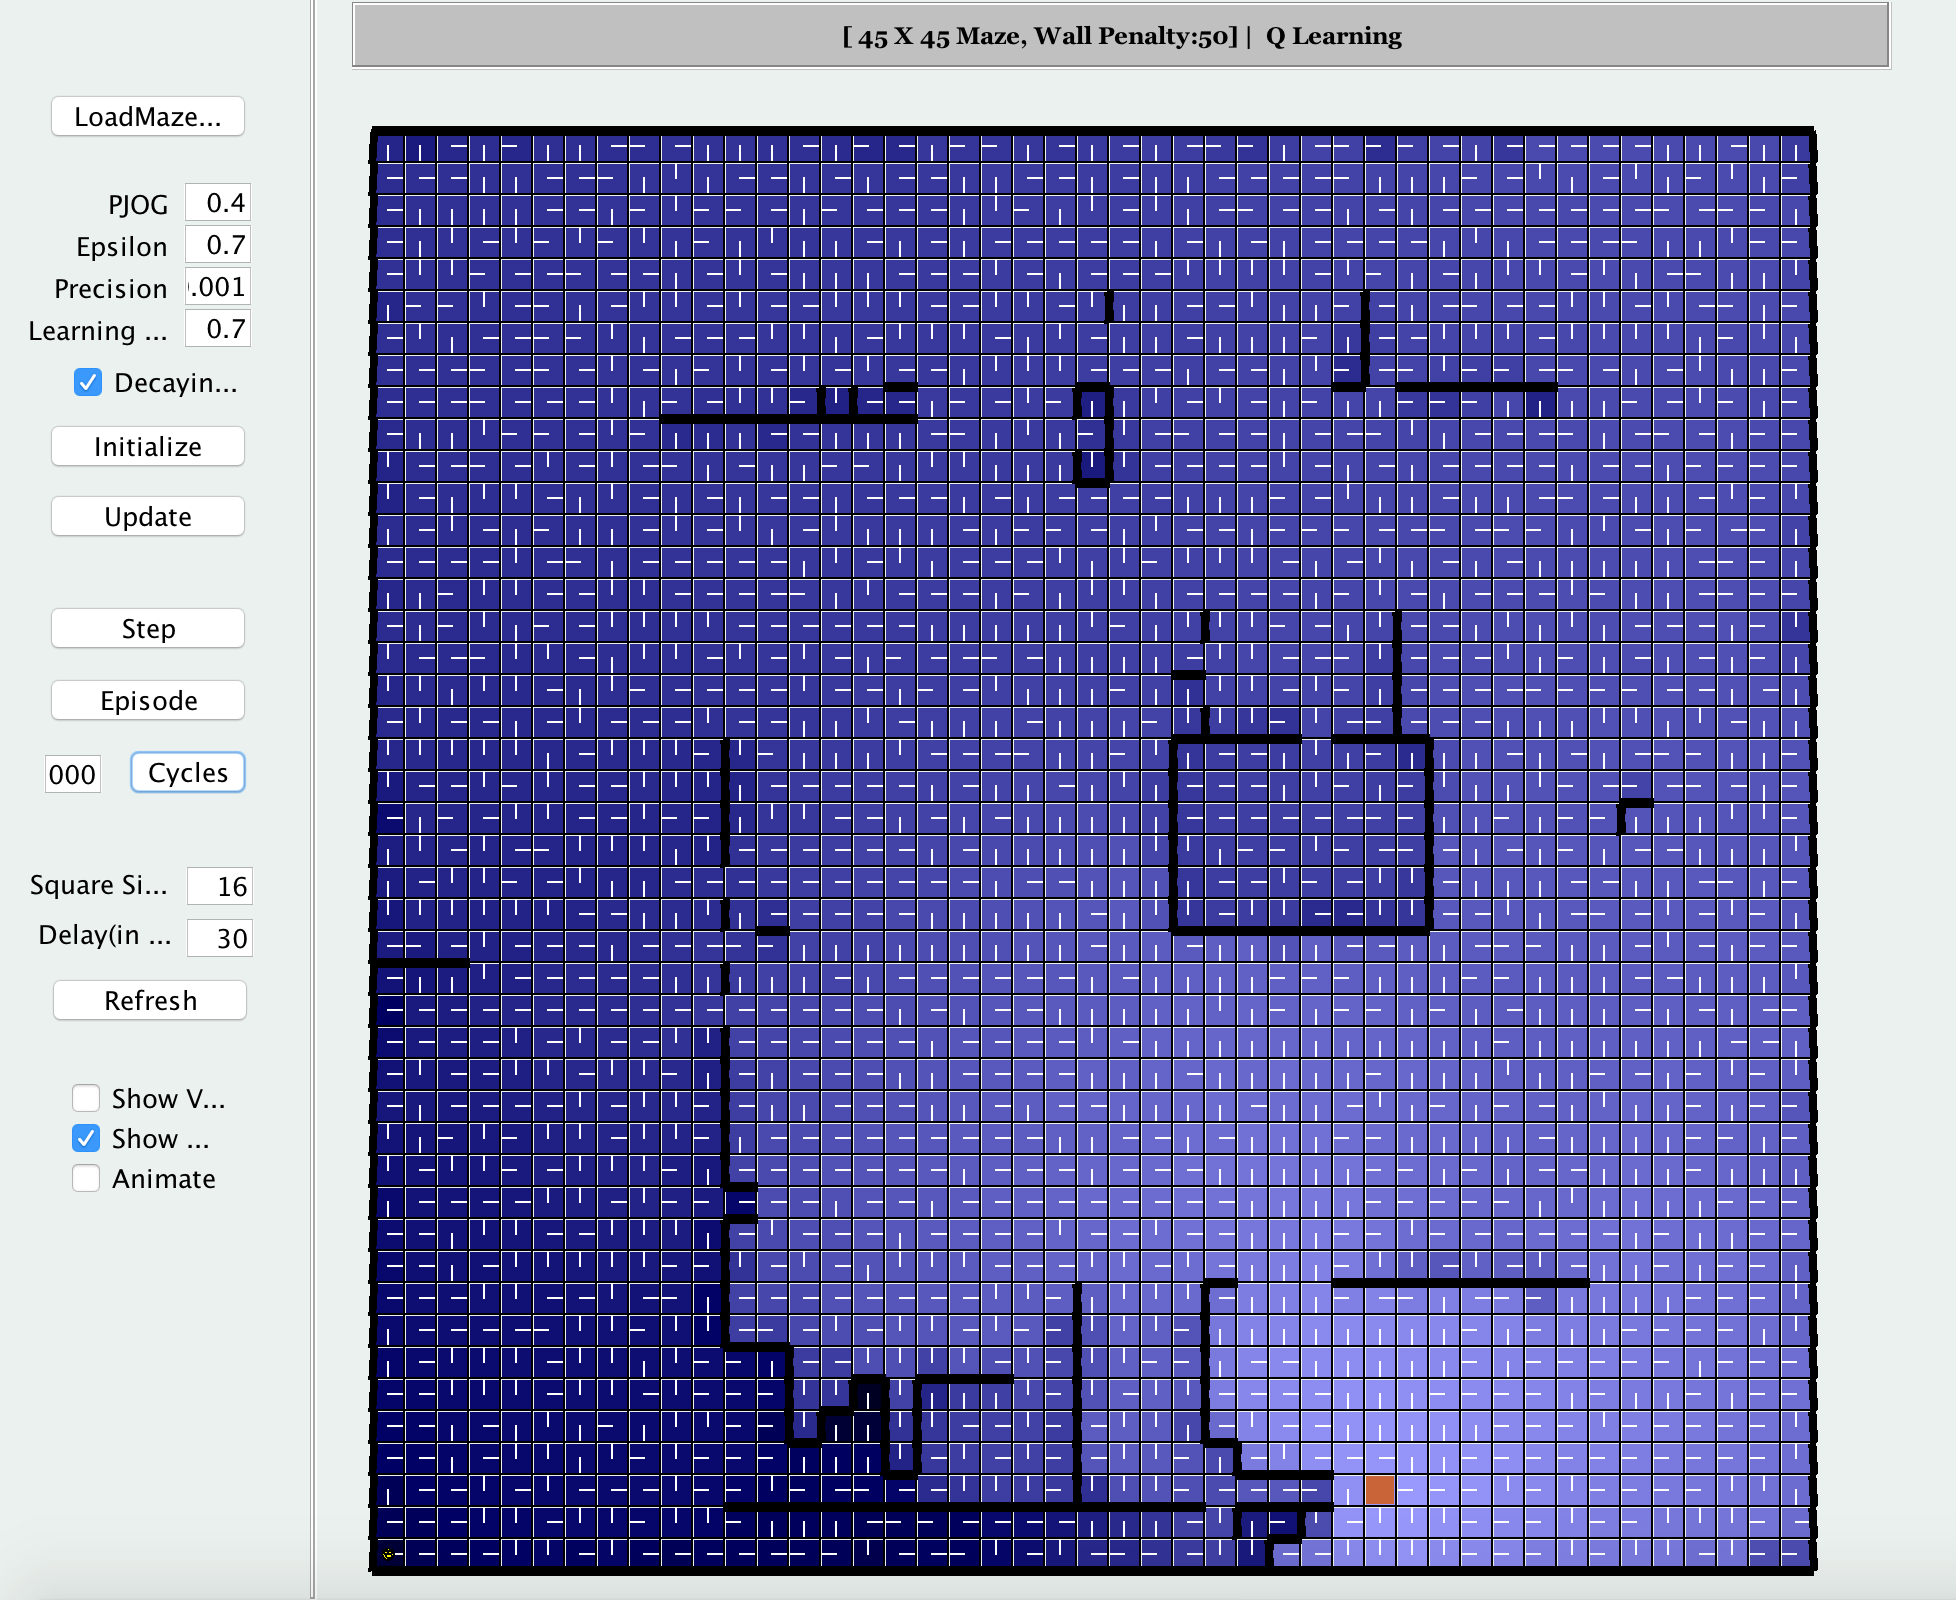 [ 45 X 45 Maze, Wall Penalty:50] | Q Learning
LoadMaze...
PJOG 0.4
Epsilon 0.7
Precision .001
Learning ... 0.7
Decayin...
Initialize
Update
Step
Episode
000 Cycles
Square Si... 16
Delay(in ... 30
Refresh
Show V...
Show ...
Animate